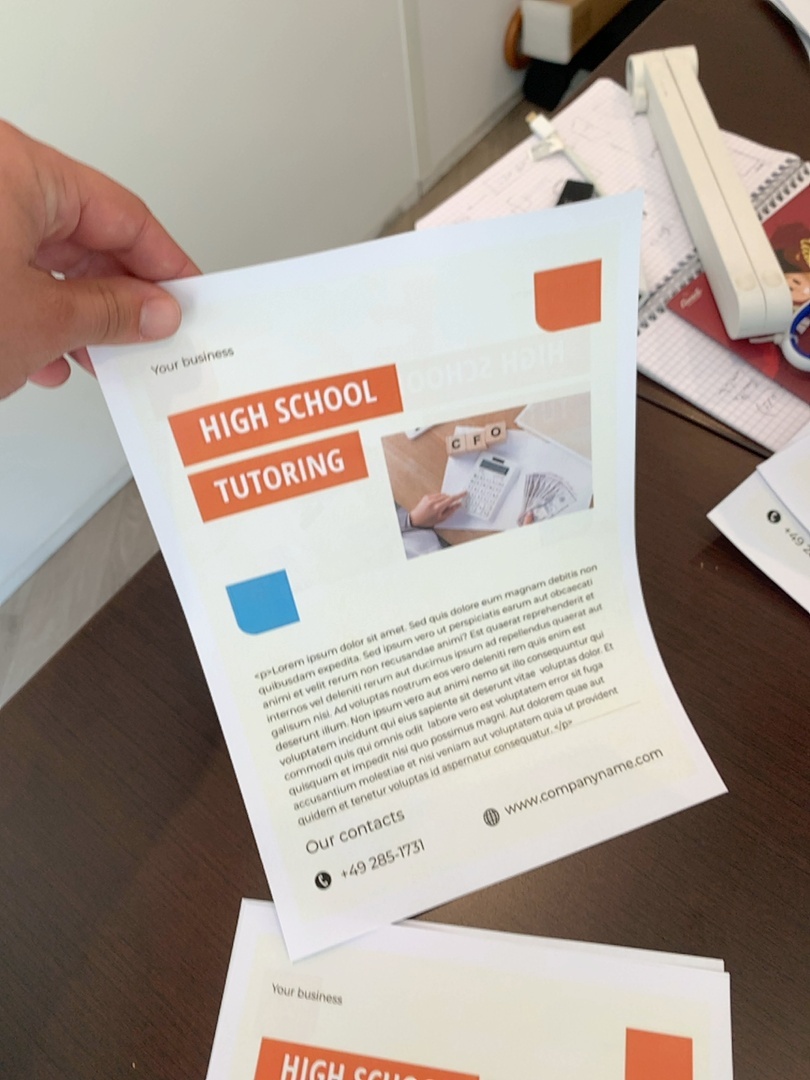 Your business
HIGH SCHOOL
TUTORING
C F O
<p>Lorem ipsum dolor sit amet. Sed quis dolore eum magnam debitis non
quibusdam expedita. Sed ipsum vero ut perspiciatis earum aut obcaecati
animi et velit rerum non recusandae animi? Est quaerat reprehenderit et
internos vel deleniti rerum aut ducimus ipsum ad repellendus quaerat aut
galisum nisi. Ad voluptas nostrum eos vero deleniti rem quis enim est
deserunt illum. Non ipsum vero aut animi nemo sit illo consequuntur qui
voluptatem incidunt qui eius sapiente sit deserunt vitae voluptas dolor. Et
commodi quis qui omnis odit labore vero est voluptatem error sit fuga
quisquam et impedit nisi quo possimus magni. Aut dolorem quae aut
accusantium molestiae et nisi veniam aut voluptatem quia ut provident
quidem et tenetur voluptas id aspernatur consequatur. </p>
Our contacts
+49 285-1731
www.companyname.com
+49 2
Your business
HIGH SCHOOL